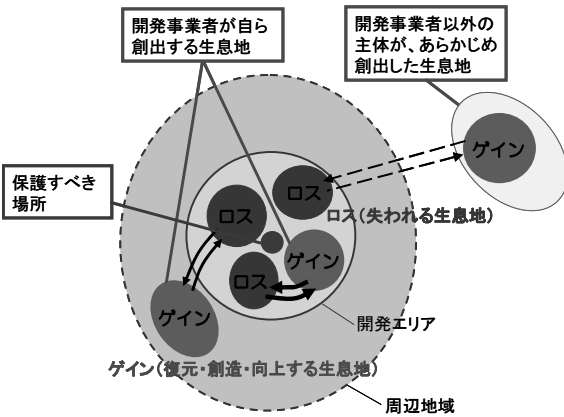 開発事業者が自ら
創出する生息地
開発事業者以外の
主体が、あらかじめ
創出した生息地
ゲイン
保護すべき
場所
ロス
ロス
ロス(失われる生息地)
ゲイン
ロス
ゲイン
開発エリア
ゲイン(復元・創造・向上する生息地)
周辺地域